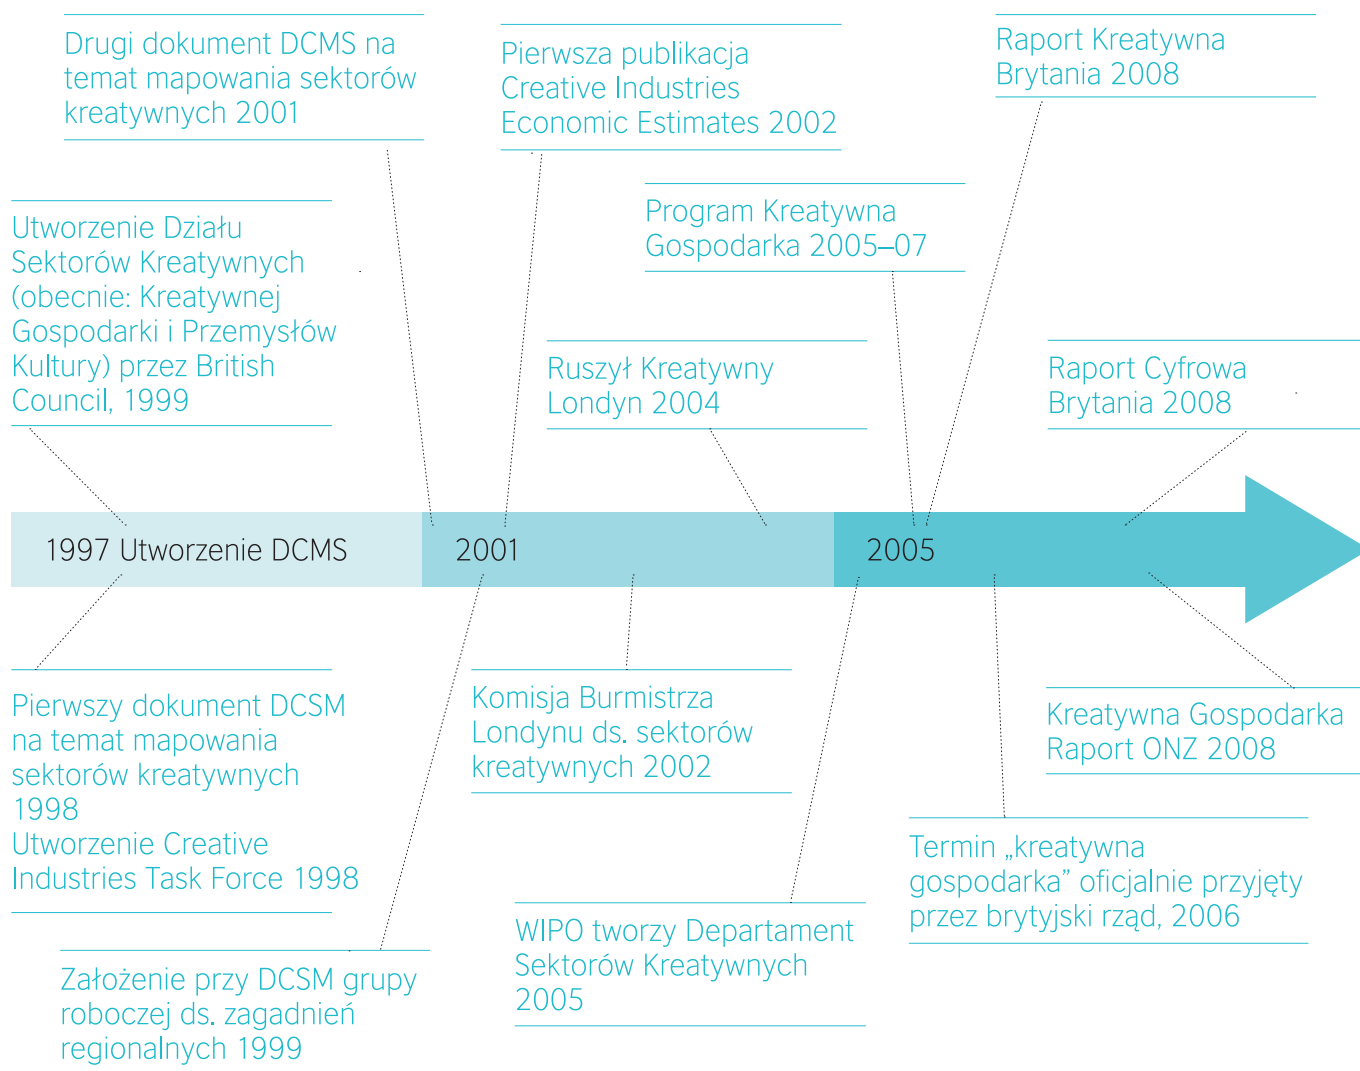 Drugi dokument DCMS na
temat mapowania sektorów
kreatywnych 2001
Pierwsza publikacja
Creative Industries
Economic Estimates 2002
Raport Kreatywna
Brytania 2008
Utworzenie Działu
Sektorów Kreatywnych
(obecnie: Kreatywnej
Gospodarki i Przemysłów
Kultury) przez British
Council, 1999
Program Kreatywna
Gospodarka 2005–07
Ruszył Kreatywny
Londyn 2004
Raport Cyfrowa
Brytania 2008
1997 Utworzenie DCMS
2001
2005
Pierwszy dokument DCSM
na temat mapowania
sektorów kreatywnych
1998
Utworzenie Creative
Industries Task Force 1998
Komisja Burmistrza
Londynu ds. sektorów
kreatywnych 2002
Kreatywna Gospodarka
Raport ONZ 2008
Termin „kreatywna
gospodarka” oficjalnie przyjęty
przez brytyjski rząd, 2006
WIPO tworzy Departament
Sektorów Kreatywnych
2005
Założenie przy DCSM grupy
roboczej ds. zagadnień
regionalnych 1999